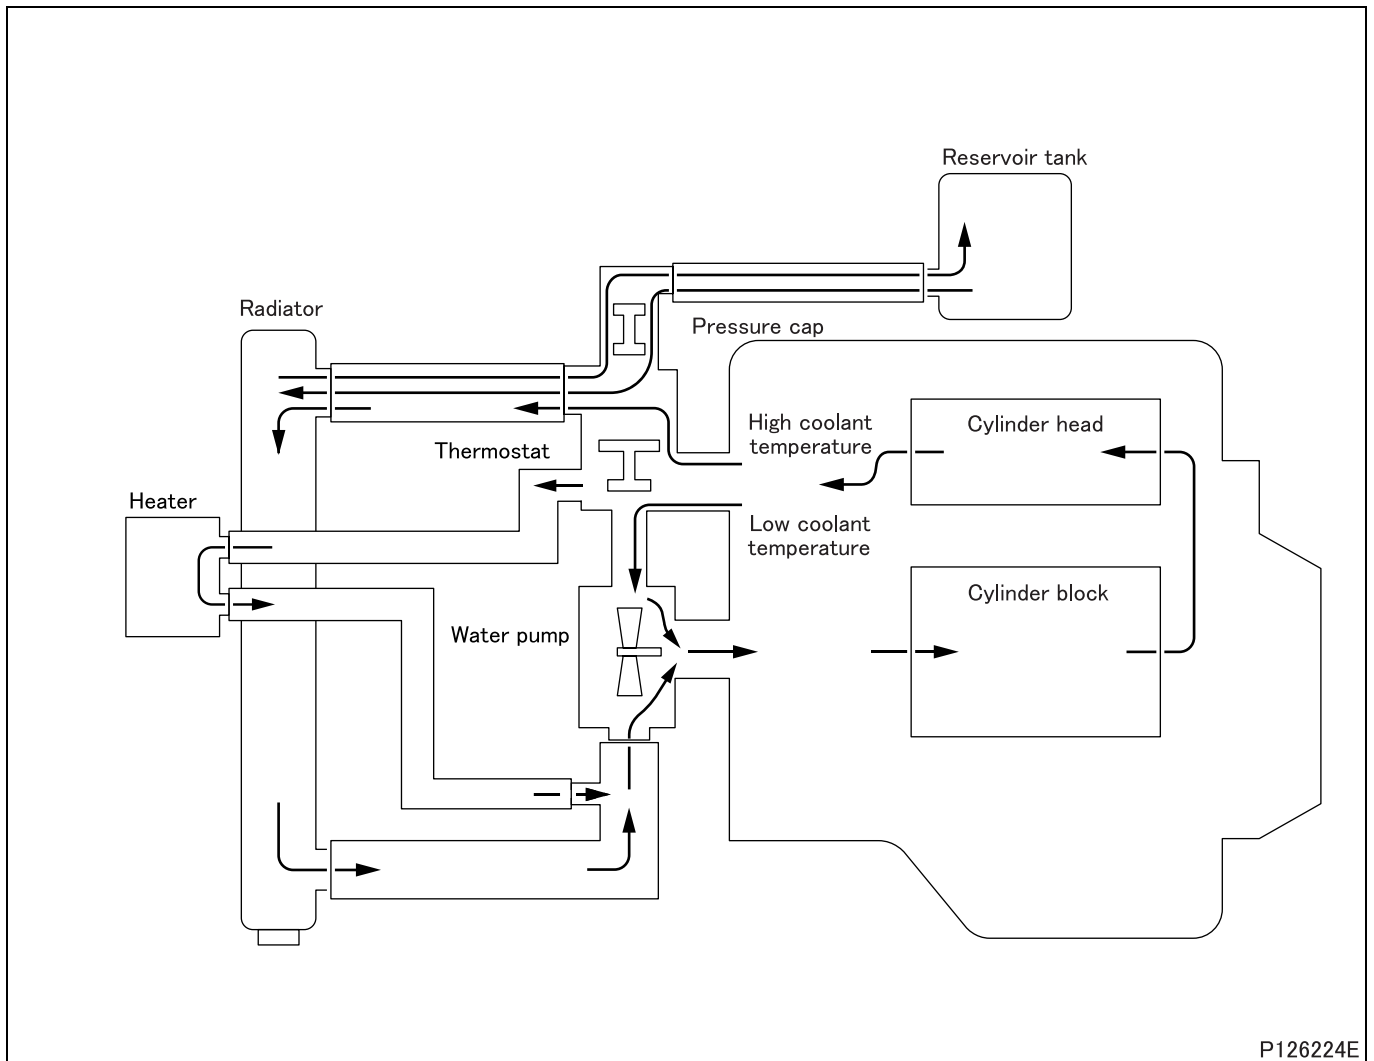 Reservoir tank
Radiator
Pressure cap
High coolant
temperature
Cylinder head
Thermostat
Heater
Low coolant
temperature
Cylinder block
Water pump
P126224E